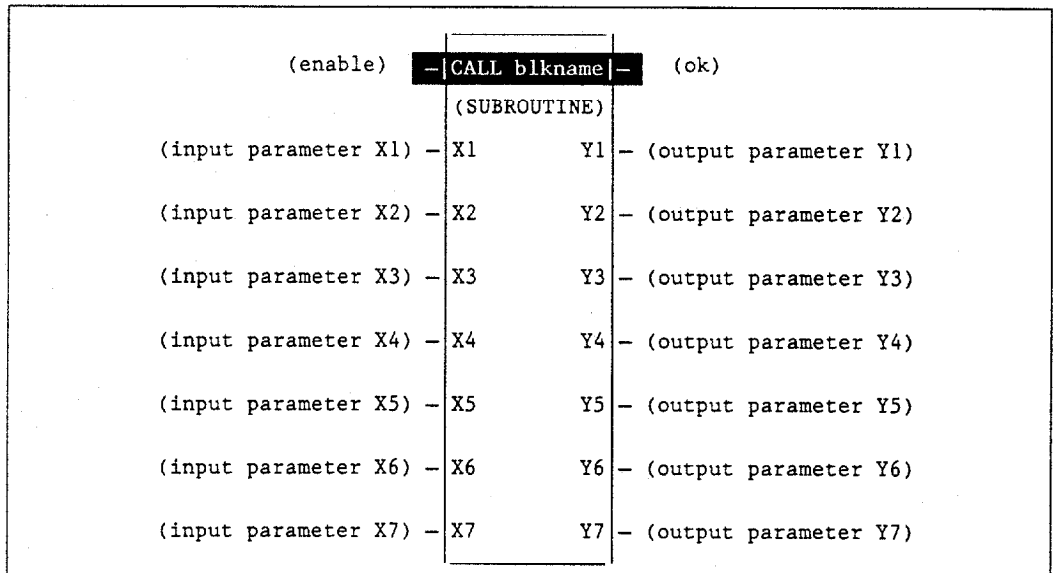 (enable) –|CALL blkname|– (ok)
(SUBROUTINE)
(input parameter X1) –|X1 Y1|– (output parameter Y1)
(input parameter X2) –|X2 Y2|– (output parameter Y2)
(input parameter X3) –|X3 Y3|– (output parameter Y3)
(input parameter X4) –|X4 Y4|– (output parameter Y4)
(input parameter X5) –|X5 Y5|– (output parameter Y5)
(input parameter X6) –|X6 Y6|– (output parameter Y6)
(input parameter X7) –|X7 Y7|– (output parameter Y7)